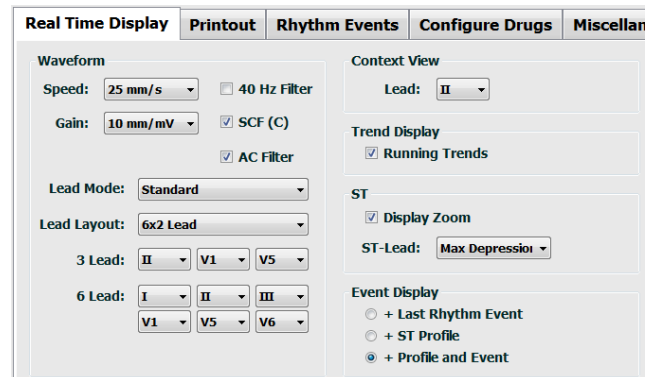 Real Time Display Printout Rhythm Events Configure Drugs Miscellan
Waveform
Speed: 25 mm/s 40 Hz Filter
Gain: 10 mm/mV SCF (C)
AC Filter
Lead Mode: Standard
Lead Layout: 6x2 Lead
3 Lead: II V1 V5
6 Lead: I II III
V1 V5 V6
Context View
Lead: II
Trend Display
Running Trends
ST
Display Zoom
ST-Lead: Max Depression
Event Display
+ Last Rhythm Event
+ ST Profile
+ Profile and Event